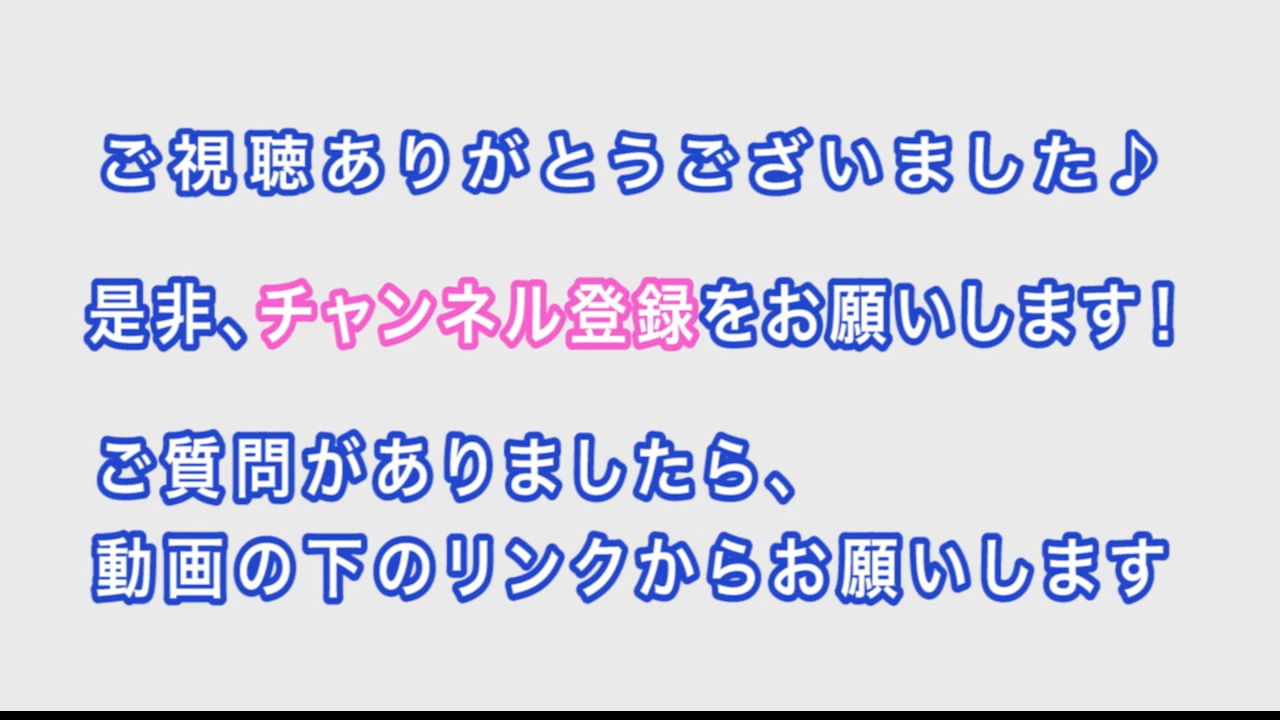 ご視聴ありがとうございました♪
是非、チャンネル登録をお願いします！
ご質問がありましたら、
動画の下のリンクからお願いします